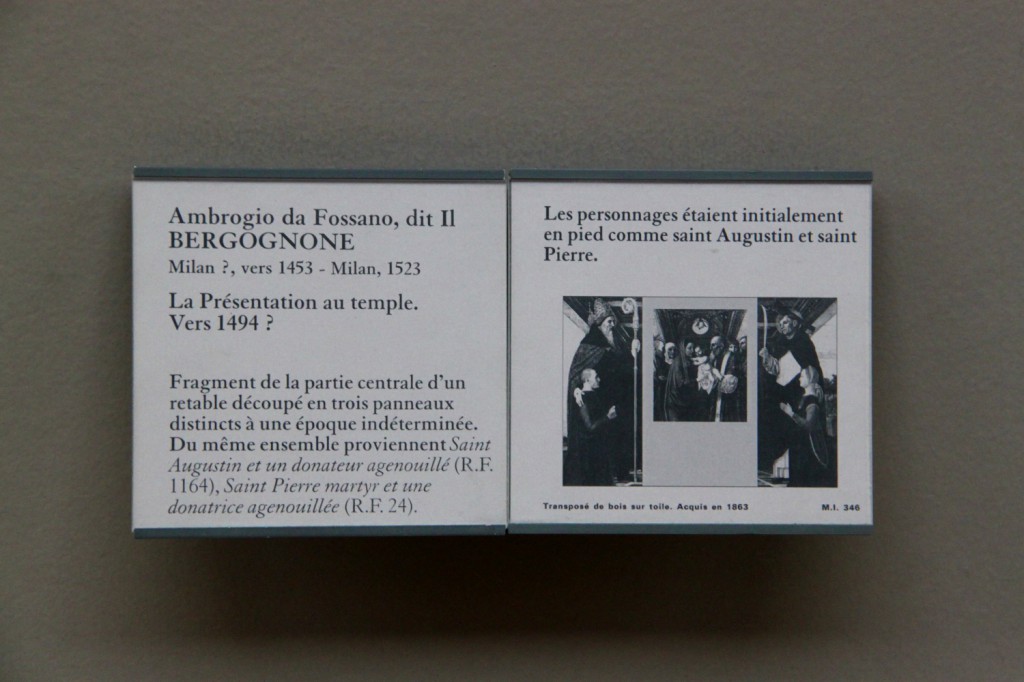 Ambrogio da Fossano, dit Il
BERGOGNONE
Milan ?, vers 1453 - Milan, 1523
La Présentation au temple.
Vers 1494 ?
Fragment de la partie centrale d'un
retable découpé en trois panneaux
distincts à une époque indéterminée.
Du même ensemble proviennent Saint
Augustin et un donateur agenouillé (R.F.
1164), Saint Pierre martyr et une
donatrice agenouillée (R.F. 24).
Les personnages étaient initialement
en pied comme saint Augustin et saint
Pierre.
Transposé de bois sur toile. Acquis en 1863
M.I. 346